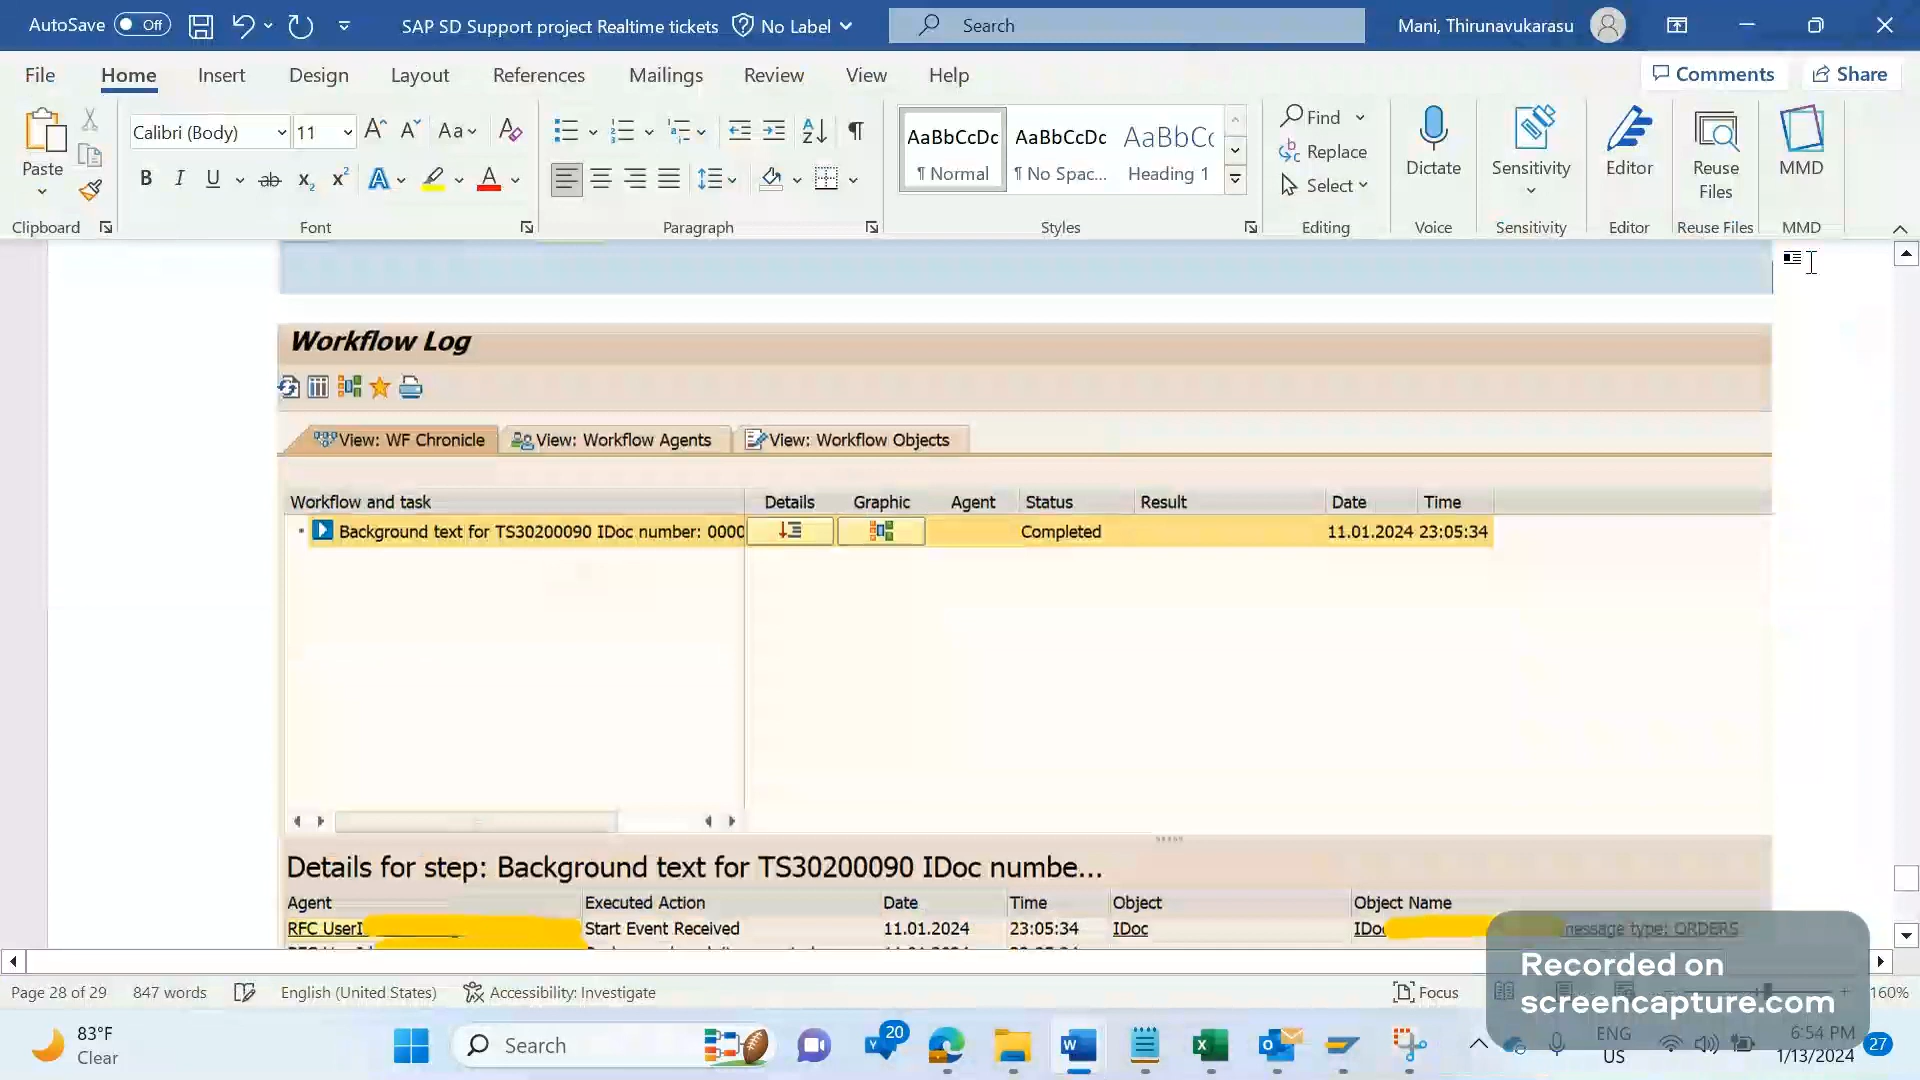 AutoSave Off SAP SD Support project Realtime tickets No Label Search Mani, Thirunavukarasu
File Home Insert Design Layout References Mailings Review View Help Comments Share
Calibri (Body) 11 Aa AaBbCcDc AaBbCcDc AaBbCc Find
Paste Replace Dictate Sensitivity Editor Reuse Files MMD
¶ Normal ¶ No Spac... Heading 1 Select
Clipboard Font Paragraph Styles Editing Voice Sensitivity Editor Reuse Files MMD
Workflow Log
View: WF Chronicle View: Workflow Agents View: Workflow Objects
Workflow and task Details Graphic Agent Status Result Date Time
Background text for TS30200090 IDoc number: 0000 Completed 11.01.2024 23:05:34
Details for step: Background text for TS30200090 IDoc numbe...
Agent Executed Action Date Time Object Object Name
RFC UserI Start Event Received 11.01.2024 23:05:34 IDoc IDoc message type: ORDERS
Recorded on
screencapture.com
Page 28 of 29 847 words English (United States) Accessibility: Investigate Focus 160%
83°F
Clear
Search 20 ENG
US
6:54 PM
1/13/2024 27